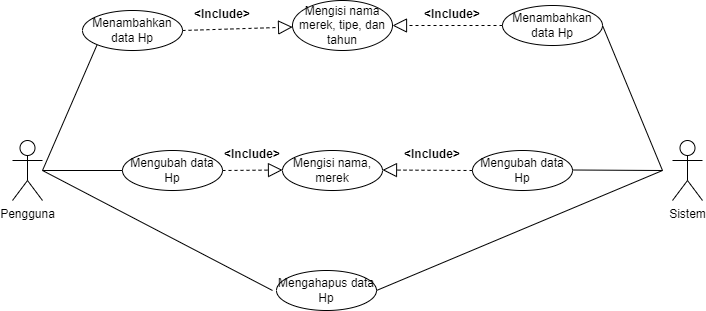 Menambahkan
data Hp
<Include>
Mengisi nama
merek, tipe, dan
tahun
<Include>
Menambahkan
data Hp
Pengguna
Mengubah data
Hp
<Include>
Mengisi nama,
merek
<Include>
Mengubah data
Hp
Sistem
Mengahapus data
Hp